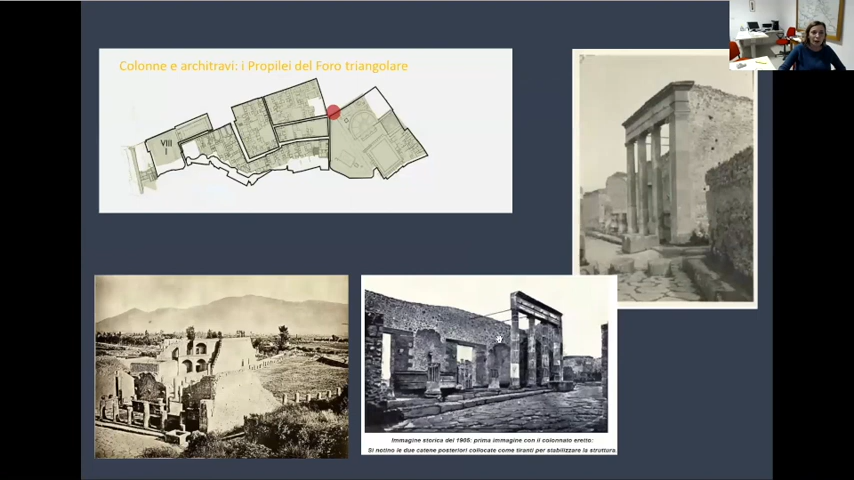 Colonne e architravi: i Propilei del Foro triangolare
VIII
I
Immagine storica del 1905: prima immagine con il colonnato eretto:
Si notino le due catene posteriori collocate come tiranti per stabilizzare la struttura.